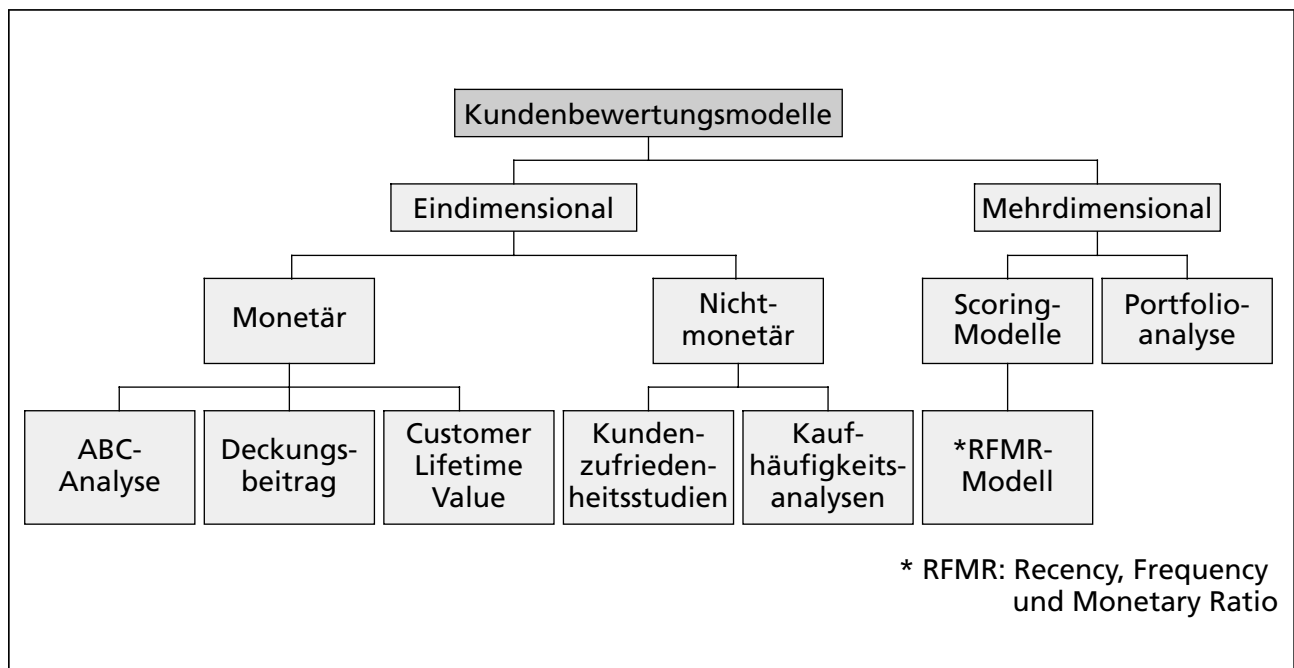 Kundenbewertungsmodelle
Eindimensional
Mehrdimensional
Monetär
Nicht-
monetär
Scoring-
Modelle
Portfolio-
analyse
ABC-
Analyse
Deckungs-
beitrag
Customer
Lifetime
Value
Kunden-
zufrieden-
heitsstudien
Kauf-
häufigkeits-
analysen
*RFMR-
Modell
* RFMR: Recency, Frequency
und Monetary Ratio